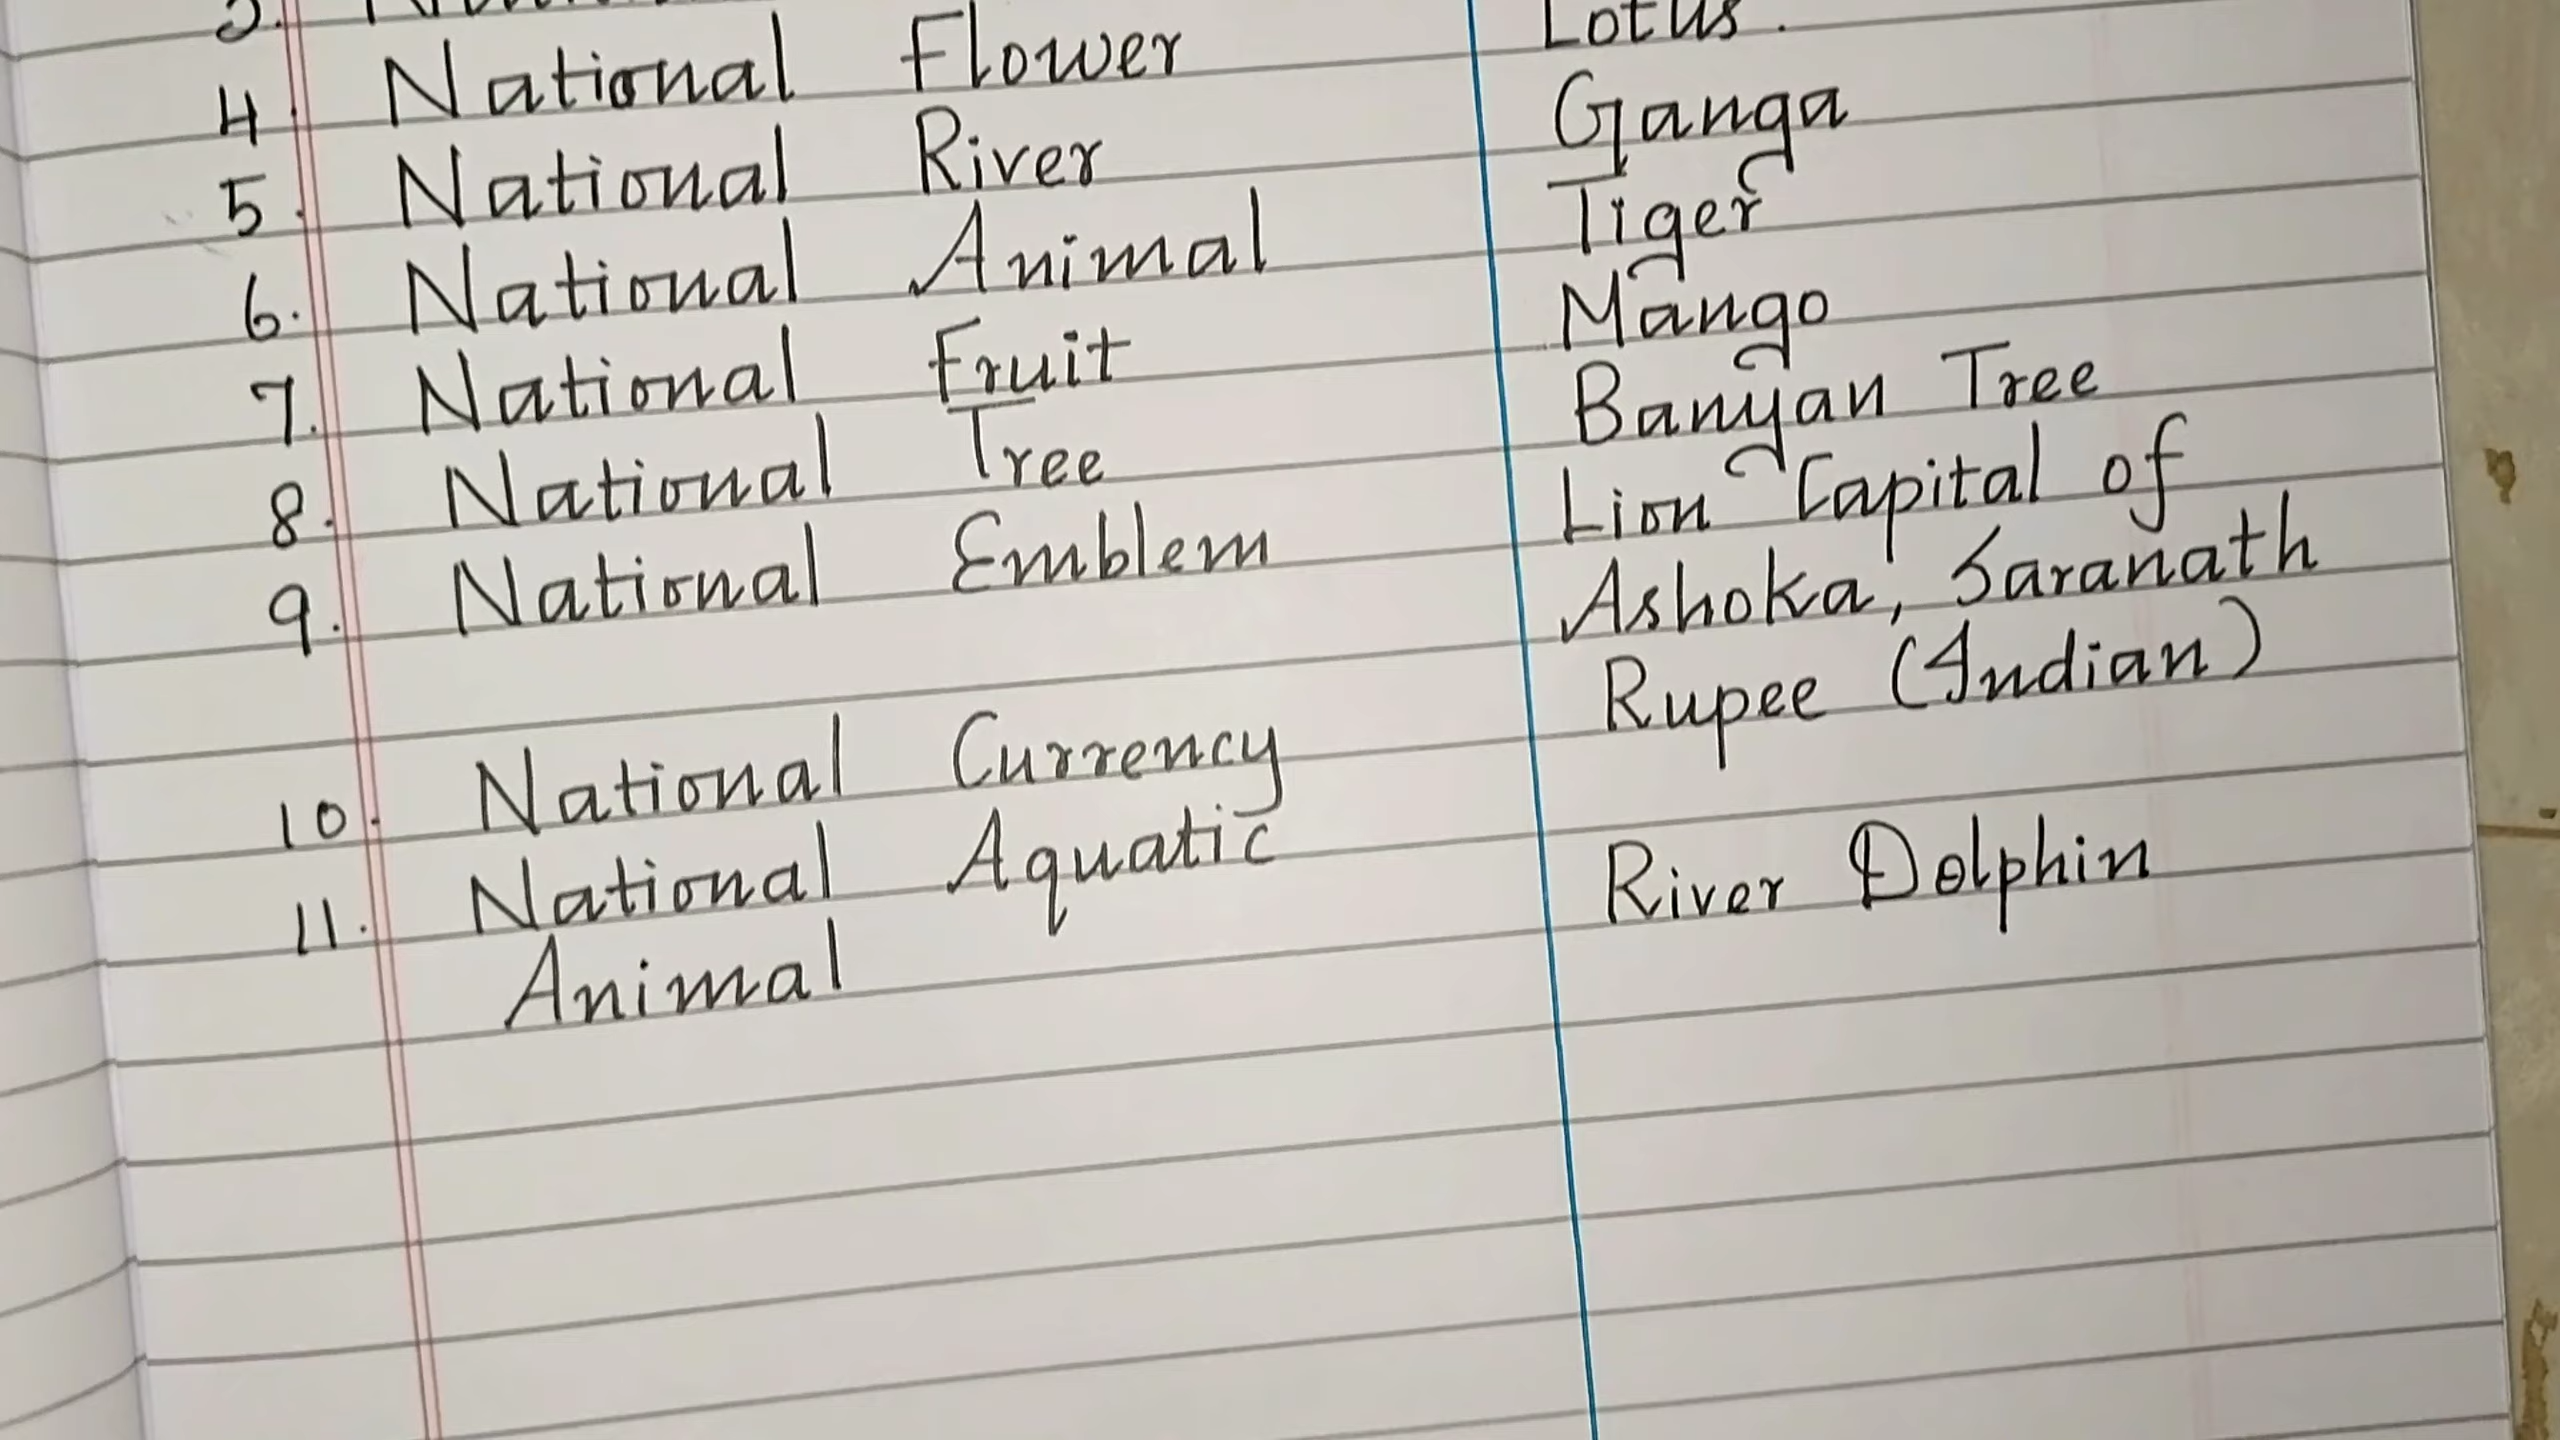 3.
4. National Flower Lotus.
5. National River Ganga
6. National Animal Tiger
7. National Fruit Mango
8. National Tree Banyan Tree
9. National Emblem Lion Capital of
Ashoka, Saranath
10. National Currency Rupee (Indian)
11. National Aquatic River Dolphin
Animal